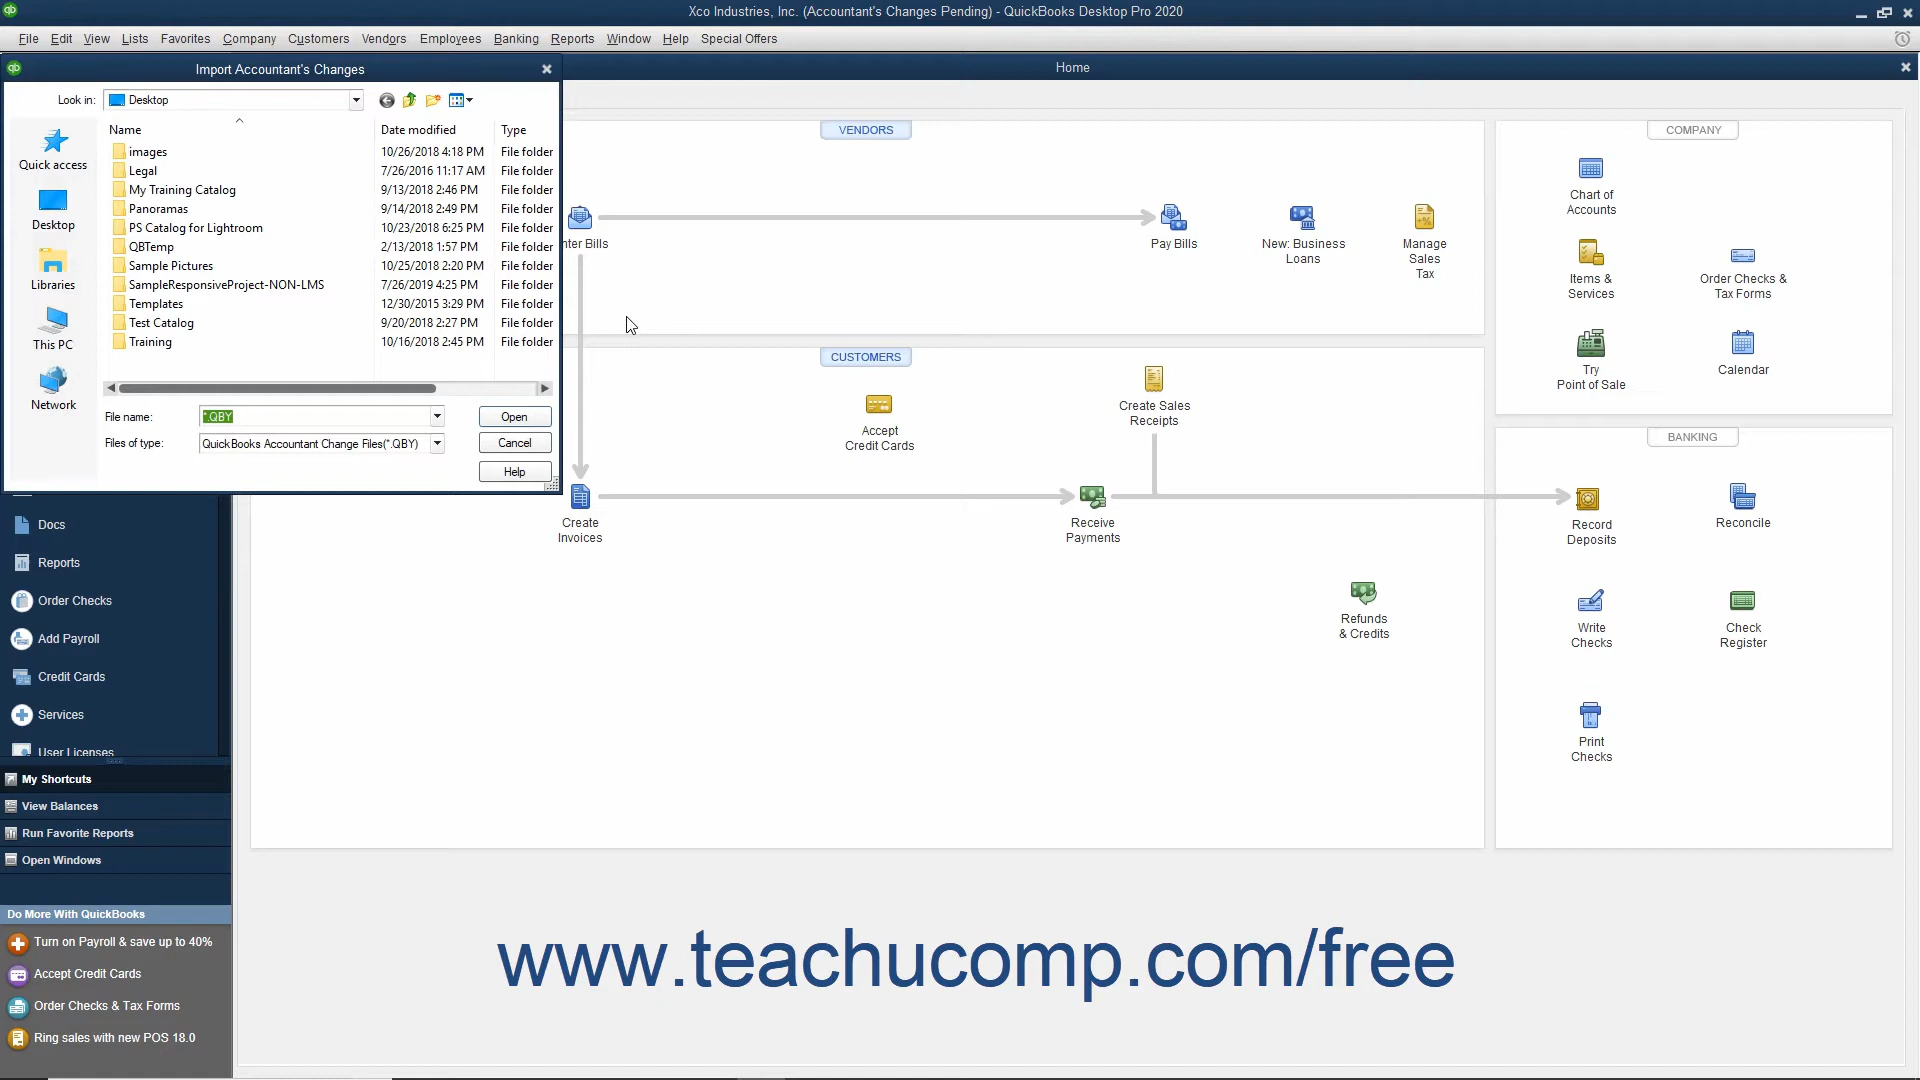 Xco Industries, Inc. (Accountant's Changes Pending) - QuickBooks Desktop Pro 2020
File Edit View Lists Favorites Company Customers Vendors Employees Banking Reports Window Help Special Offers
qb
Import Accountant's Changes
Home
Look in: Desktop
Name Date modified Type
images 10/26/2018 4:18 PM File folder
Legal 7/26/2016 11:17 AM File folder
My Training Catalog 9/13/2018 2:46 PM File folder
Panoramas 9/14/2018 2:49 PM File folder
PS Catalog for Lightroom 10/23/2018 6:25 PM File folder
QBTemp 2/13/2018 1:57 PM File folder
Sample Pictures 10/25/2018 2:20 PM File folder
SampleResponsiveProject-NON-LMS 7/26/2019 4:25 PM File folder
Templates 12/30/2015 3:29 PM File folder
Test Catalog 9/20/2018 2:27 PM File folder
Training 10/16/2018 2:45 PM File folder
Quick access
Desktop
Libraries
This PC
Network
File name: *.QBY Open
Files of type: QuickBooks Accountant Change Files(*.QBY) Cancel
Help
VENDORS
nter Bills
Pay Bills
New: Business
Loans
Manage
Sales
Tax
CUSTOMERS
Accept
Credit Cards
Create Sales
Receipts
Create
Invoices
Receive
Payments
Refunds
& Credits
COMPANY
Chart of
Accounts
Items &
Services
Order Checks &
Tax Forms
Try
Point of Sale
Calendar
BANKING
Record
Deposits
Reconcile
Write
Checks
Check
Register
Print
Checks
Docs
Reports
Order Checks
Add Payroll
Credit Cards
Services
User Licenses
My Shortcuts
View Balances
Run Favorite Reports
Open Windows
Do More With QuickBooks
Turn on Payroll & save up to 40%
Accept Credit Cards
Order Checks & Tax Forms
Ring sales with new POS 18.0
www.teachucomp.com/free